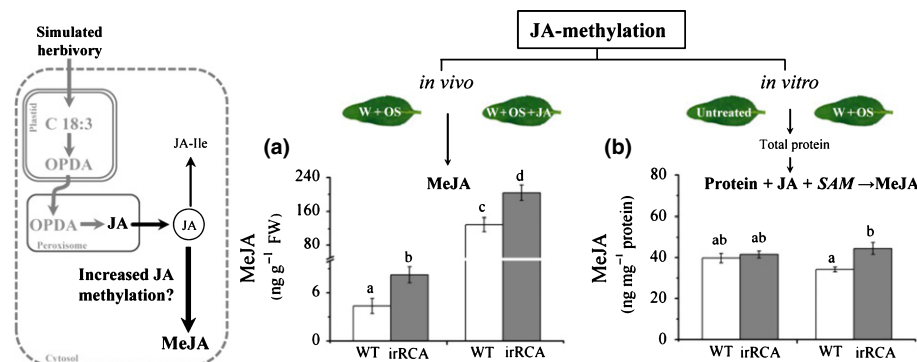 Simulated
herbivory
Plastid
C 18:3
OPDA
OPDA
JA
Peroxisome
JA-Ile
JA
Increased JA
methylation?
MeJA
Cytosol
JA-methylation
in vivo
in vitro
W + OS
W + OS + JA
Untreated
W + OS
(a)
MeJA
MeJA
(ng g⁻¹ FW)
240
160
80
6
0
a
b
c
d
WT irRCA
WT irRCA
(b)
Total protein
Protein + JA + SAM → MeJA
MeJA
(ng mg⁻¹ protein)
80
60
40
20
0
ab
ab
a
b
WT irRCA
WT irRCA